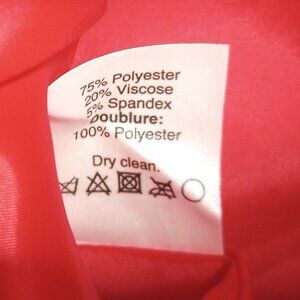 75% Polyester
20% Viscose
5% Spandex
Doublure:
100% Polyester
Dry clean.